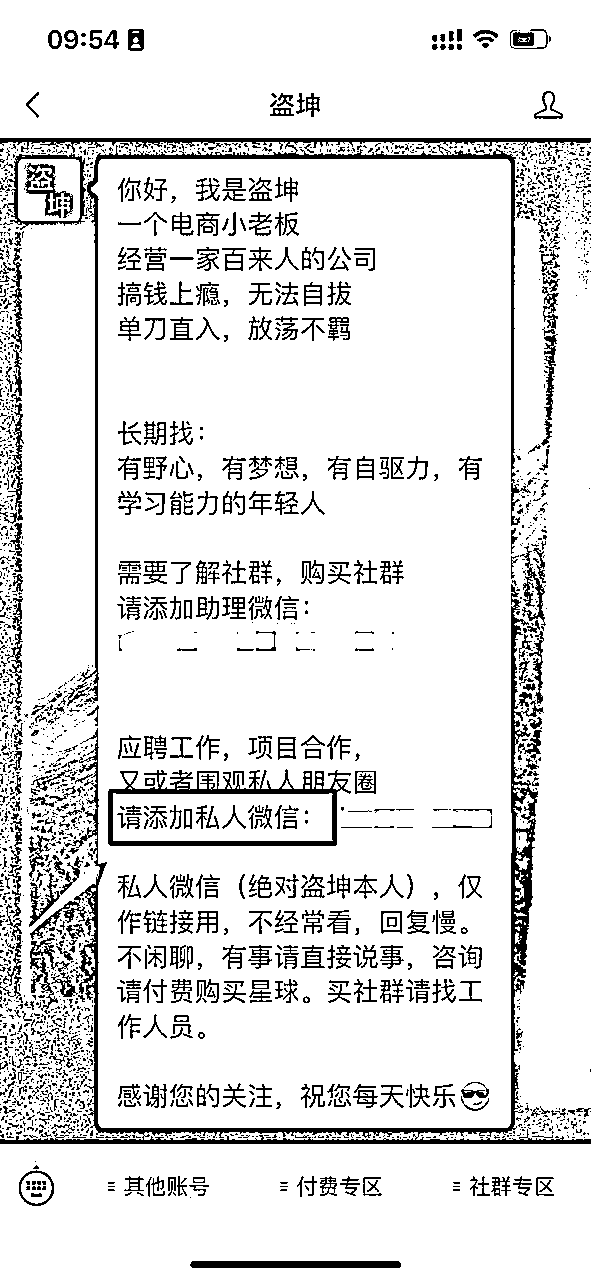 09:54
盗坤
盗
坤
你好，我是盗坤
一个电商小老板
经营一家百来人的公司
搞钱上瘾，无法自拔
单刀直入，放荡不羁
长期找：
有野心，有梦想，有自驱力，有
学习能力的年轻人
需要了解社群，购买社群
请添加助理微信：
应聘工作，项目合作，
又或者围观私人朋友圈
请添加私人微信：
私人微信（绝对盗坤本人），仅
作链接用，不经常看，回复慢。
不闲聊，有事请直接说事，咨询
请付费购买星球。买社群请找工
作人员。
感谢您的关注，祝您每天快乐😎
其他账号
付费专区
社群专区